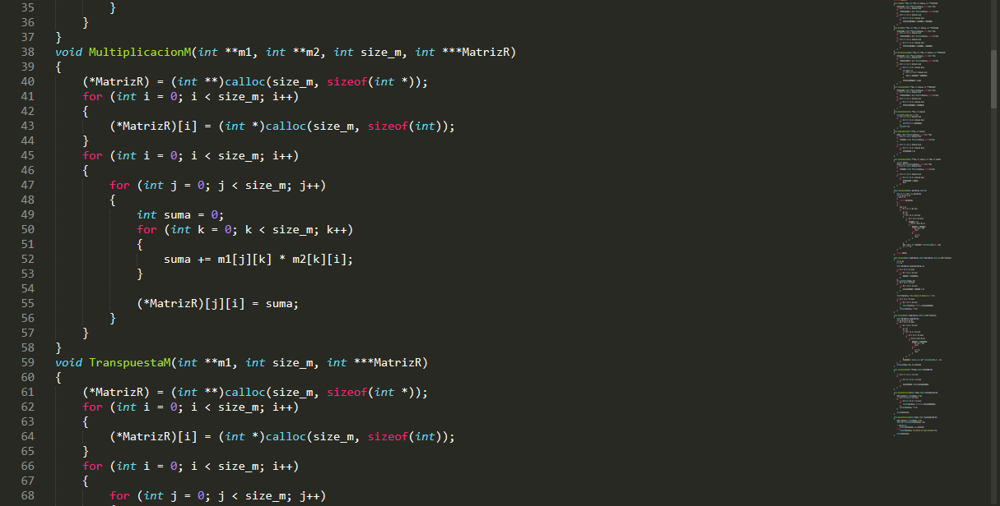 35 }
36 }
37 }
38 void MultiplicacionM(int **m1, int **m2, int size_m, int ***MatrizR)
39 {
40 (*MatrizR) = (int **)calloc(size_m, sizeof(int *));
41 for (int i = 0; i < size_m; i++)
42 {
43 (*MatrizR)[i] = (int *)calloc(size_m, sizeof(int));
44 }
45 for (int i = 0; i < size_m; i++)
46 {
47 for (int j = 0; j < size_m; j++)
48 {
49 int suma = 0;
50 for (int k = 0; k < size_m; k++)
51 {
52 suma += m1[j][k] * m2[k][i];
53 }
54
55 (*MatrizR)[j][i] = suma;
56 }
57 }
58 }
59 void TranspuestaM(int **m1, int size_m, int ***MatrizR)
60 {
61 (*MatrizR) = (int **)calloc(size_m, sizeof(int *));
62 for (int i = 0; i < size_m; i++)
63 {
64 (*MatrizR)[i] = (int *)calloc(size_m, sizeof(int));
65 }
66 for (int i = 0; i < size_m; i++)
67 {
68 for (int j = 0; j < size_m; j++)